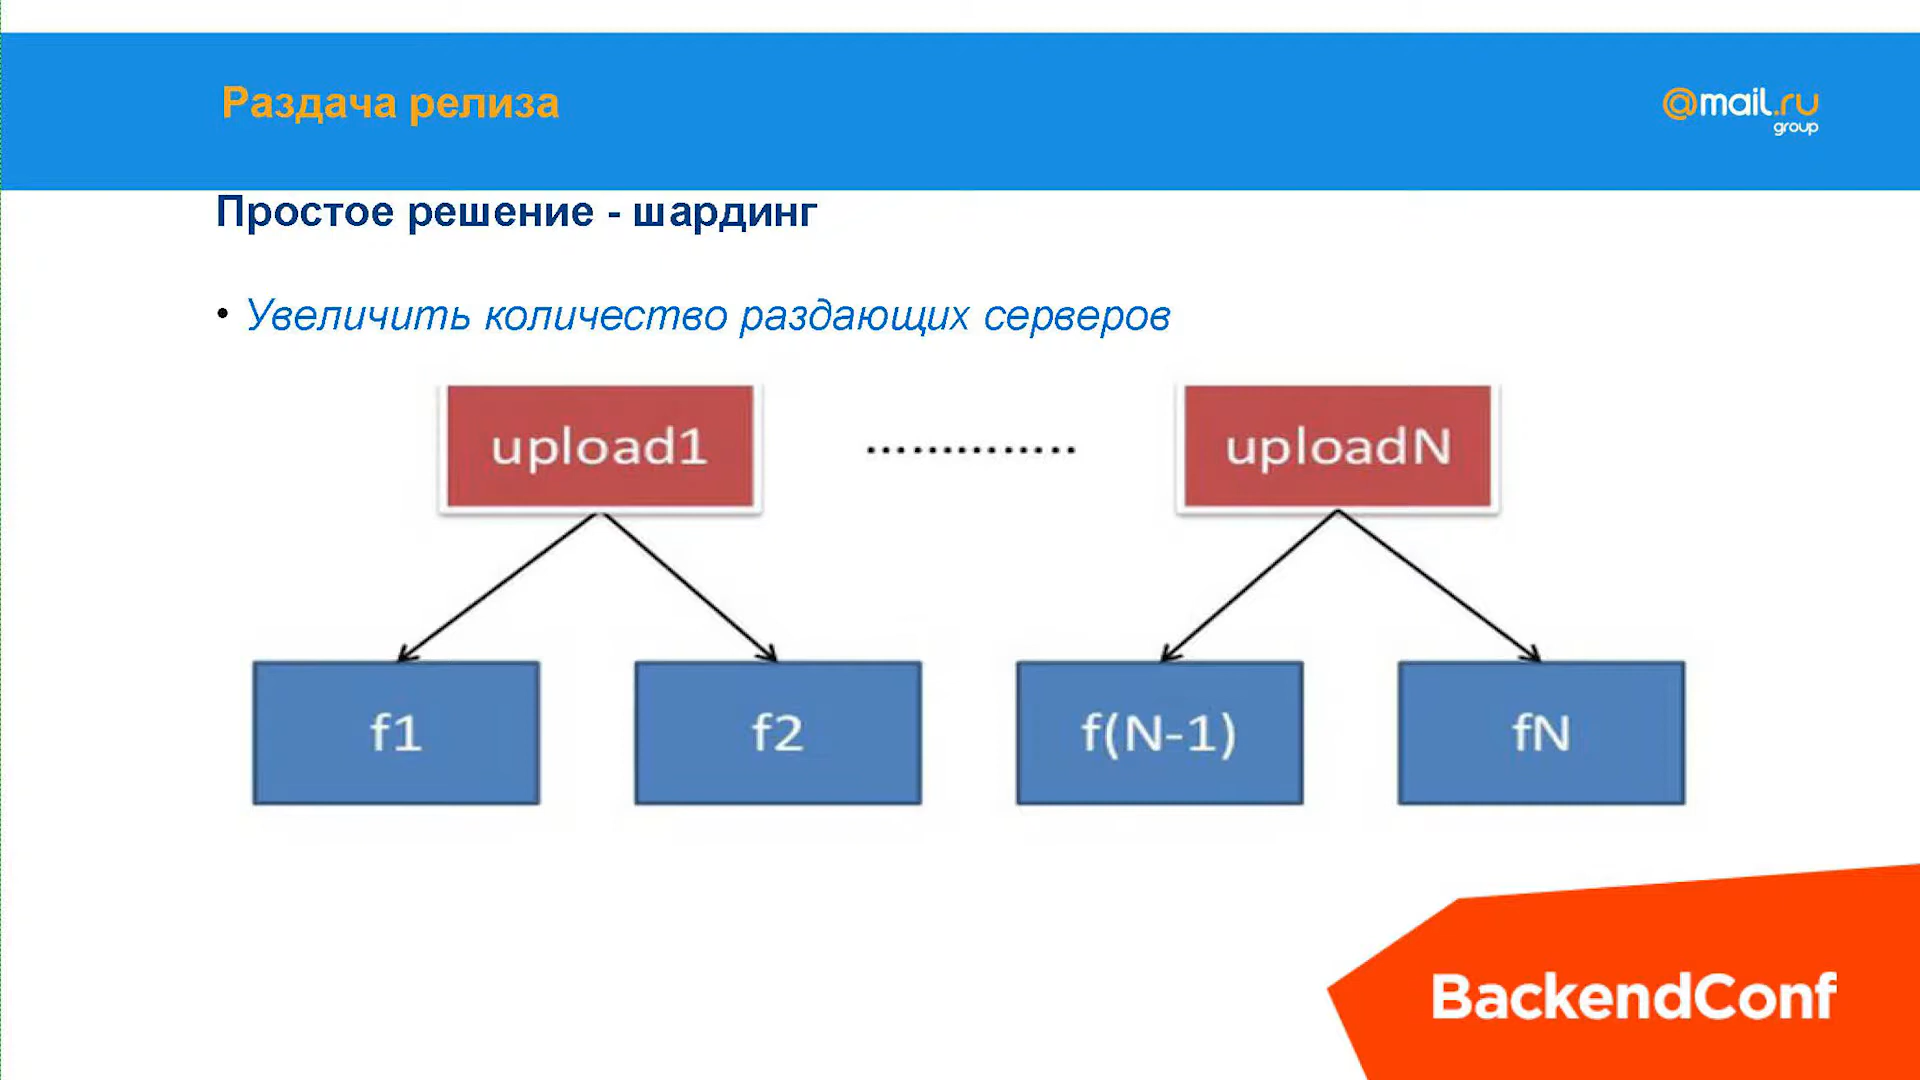 Раздача релиза
@mail.ru
group
Простое решение - шардинг
• Увеличить количество раздающих серверов
upload1 .............. uploadN
f1 f2 f(N-1) fN
BackendConf